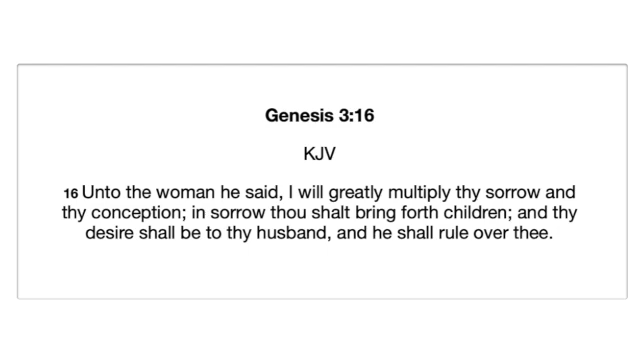 Genesis 3:16
KJV
16 Unto the woman he said, I will greatly multiply thy sorrow and
thy conception; in sorrow thou shalt bring forth children; and thy
desire shall be to thy husband, and he shall rule over thee.